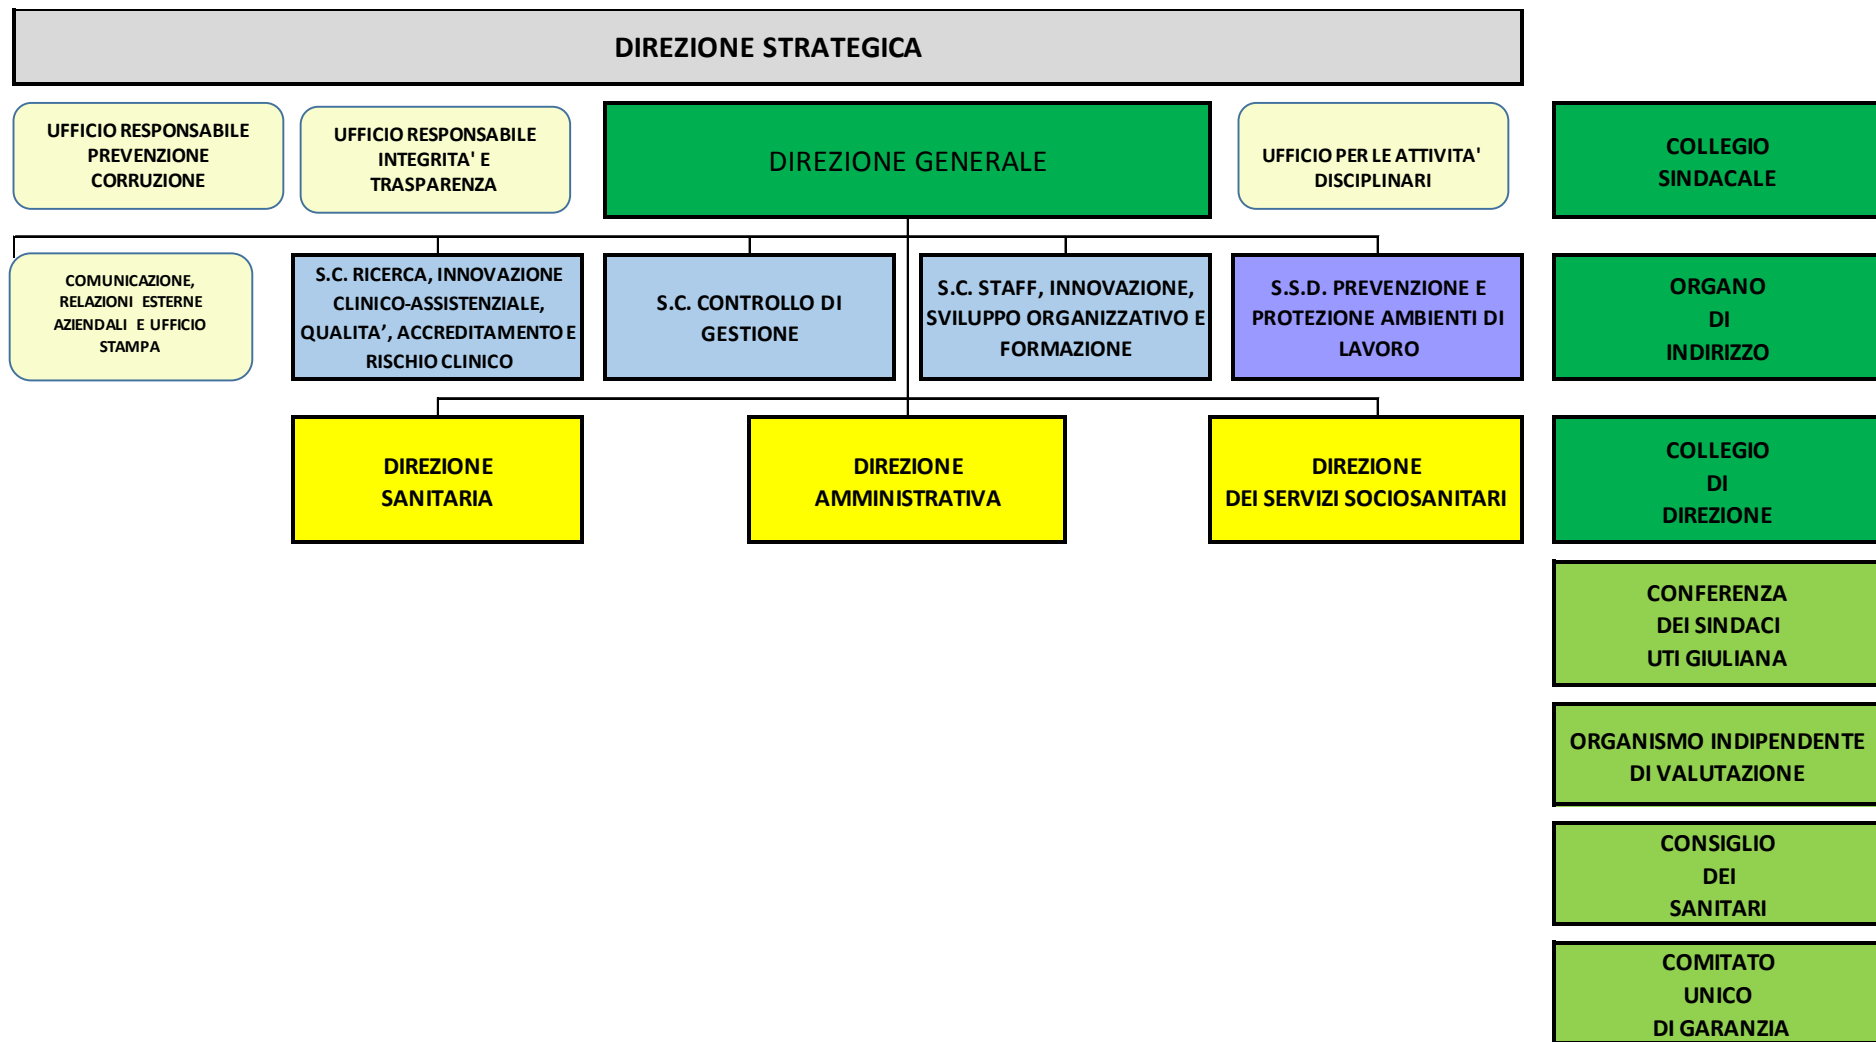 DIREZIONE STRATEGICA
UFFICIO RESPONSABILE
PREVENZIONE
CORRUZIONE
UFFICIO RESPONSABILE
INTEGRITA' E
TRASPARENZA
DIREZIONE GENERALE
UFFICIO PER LE ATTIVITA'
DISCIPLINARI
COLLEGIO
SINDACALE
COMUNICAZIONE,
RELAZIONI ESTERNE
AZIENDALI E UFFICIO
STAMPA
S.C. RICERCA, INNOVAZIONE
CLINICO-ASSISTENZIALE,
QUALITA’, ACCREDITAMENTO E
RISCHIO CLINICO
S.C. CONTROLLO DI
GESTIONE
S.C. STAFF, INNOVAZIONE,
SVILUPPO ORGANIZZATIVO E
FORMAZIONE
S.S.D. PREVENZIONE E
PROTEZIONE AMBIENTI DI
LAVORO
ORGANO
DI
INDIRIZZO
DIREZIONE
SANITARIA
DIREZIONE
AMMINISTRATIVA
DIREZIONE
DEI SERVIZI SOCIOSANITARI
COLLEGIO
DI
DIREZIONE
CONFERENZA
DEI SINDACI
UTI GIULIANA
ORGANISMO INDIPENDENTE
DI VALUTAZIONE
CONSIGLIO
DEI
SANITARI
COMITATO
UNICO
DI GARANZIA